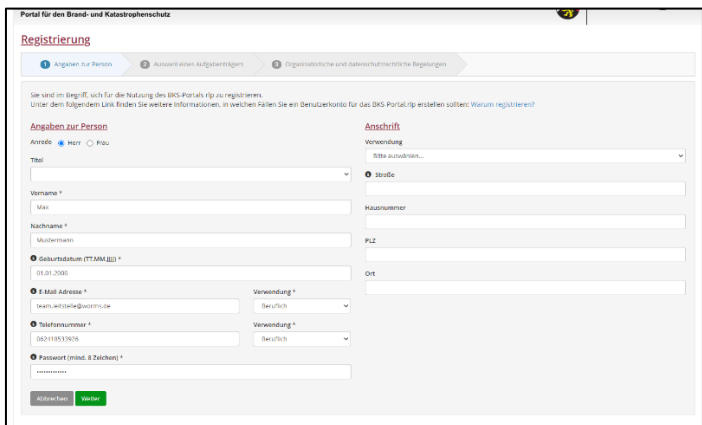 Portal für den Brand- und Katastrophenschutz
Registrierung
1 Angaben zur Person
2 Auswahl eines Aufgabenträgers
3 Organisatorische und datenschutzrechtliche Regelungen
Sie sind im Begriff, sich für die Nutzung des BKS-Portals.rlp zu registrieren.
Unter dem folgendem Link finden Sie weitere Informationen, in welchen Fällen Sie ein Benutzerkonto für das BKS-Portal.rlp erstellen sollten: Warum registrieren?
Angaben zur Person
Anrede Herr Frau
Titel
Vorname *
Max
Nachname *
Mustermann
Geburtsdatum (TT.MM.JJJJ) *
01.01.2000
E-Mail Adresse * Verwendung *
team.leitstelle@worms.de Beruflich
Telefonnummer * Verwendung *
062418533926 Beruflich
Passwort (mind. 8 Zeichen) *
Abbrechen Weiter
Anschrift
Verwendung
Bitte auswählen...
Straße
Hausnummer
PLZ
Ort